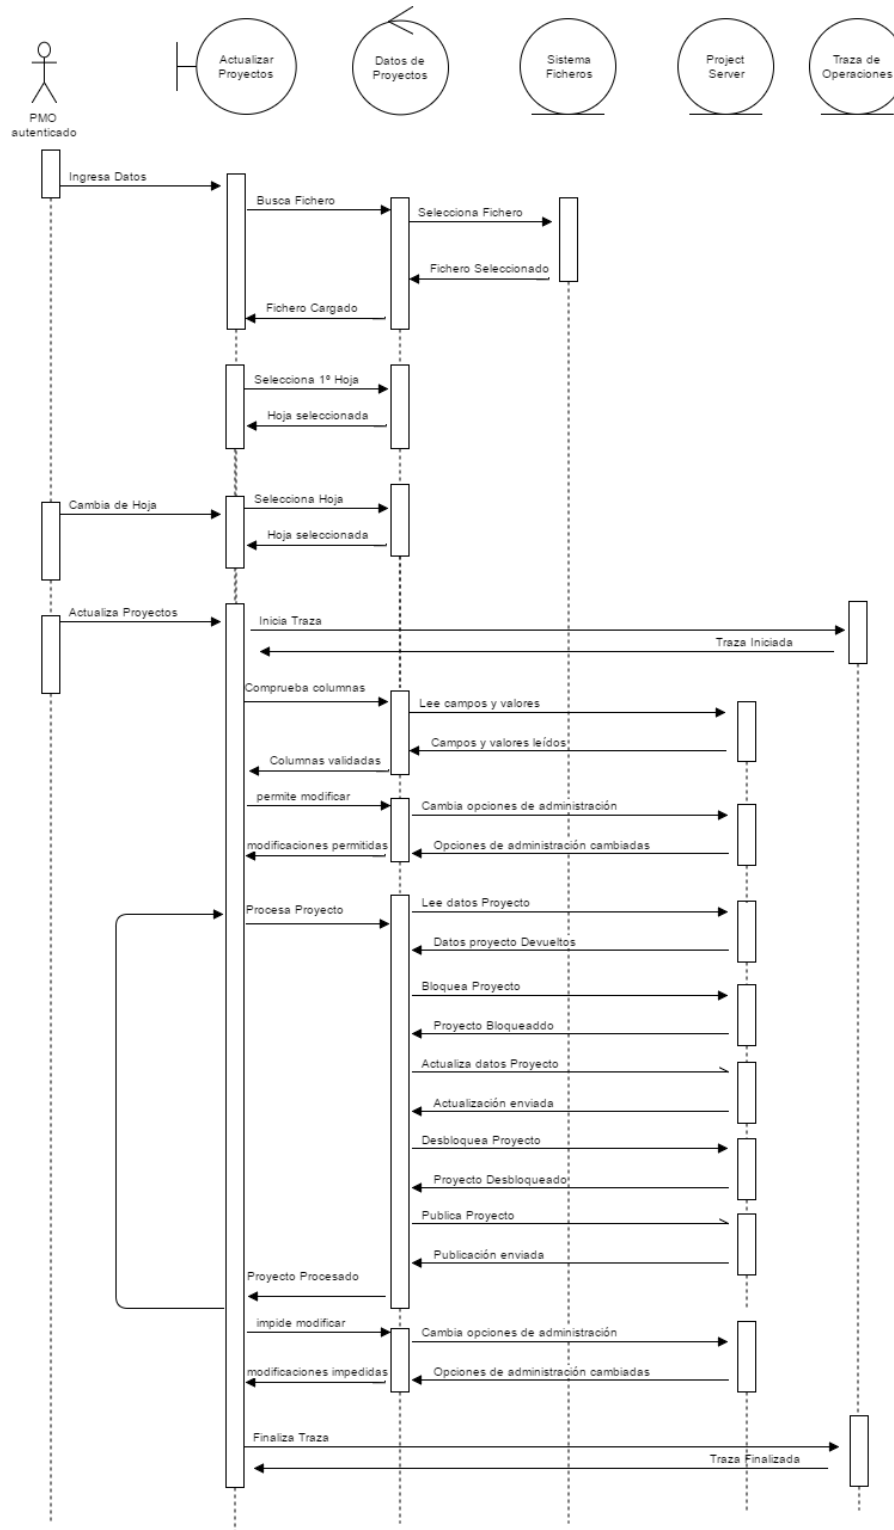 Actualizar
Proyectos
Datos de
Proyectos
Sistema
Ficheros
Project
Server
Traza de
Operaciones
PMO
autenticado
Ingresa Datos
Busca Fichero
Selecciona Fichero
Fichero Seleccionado
Fichero Cargado
Selecciona 1º Hoja
Hoja seleccionada
Cambia de Hoja
Selecciona Hoja
Hoja seleccionada
Actualiza Proyectos
Inicia Traza
Traza Iniciada
Comprueba columnas
Lee campos y valores
Campos y valores leídos
Columnas validadas
permite modificar
Cambia opciones de administración
modificaciones permitidas
Opciones de administración cambiadas
Procesa Proyecto
Lee datos Proyecto
Datos proyecto Devueltos
Bloquea Proyecto
Proyecto Bloqueaddo
Actualiza datos Proyecto
Actualización enviada
Desbloquea Proyecto
Proyecto Desbloqueado
Publica Proyecto
Publicación enviada
Proyecto Procesado
impide modificar
Cambia opciones de administración
modificaciones impedidas
Opciones de administración cambiadas
Finaliza Traza
Traza Finalizada